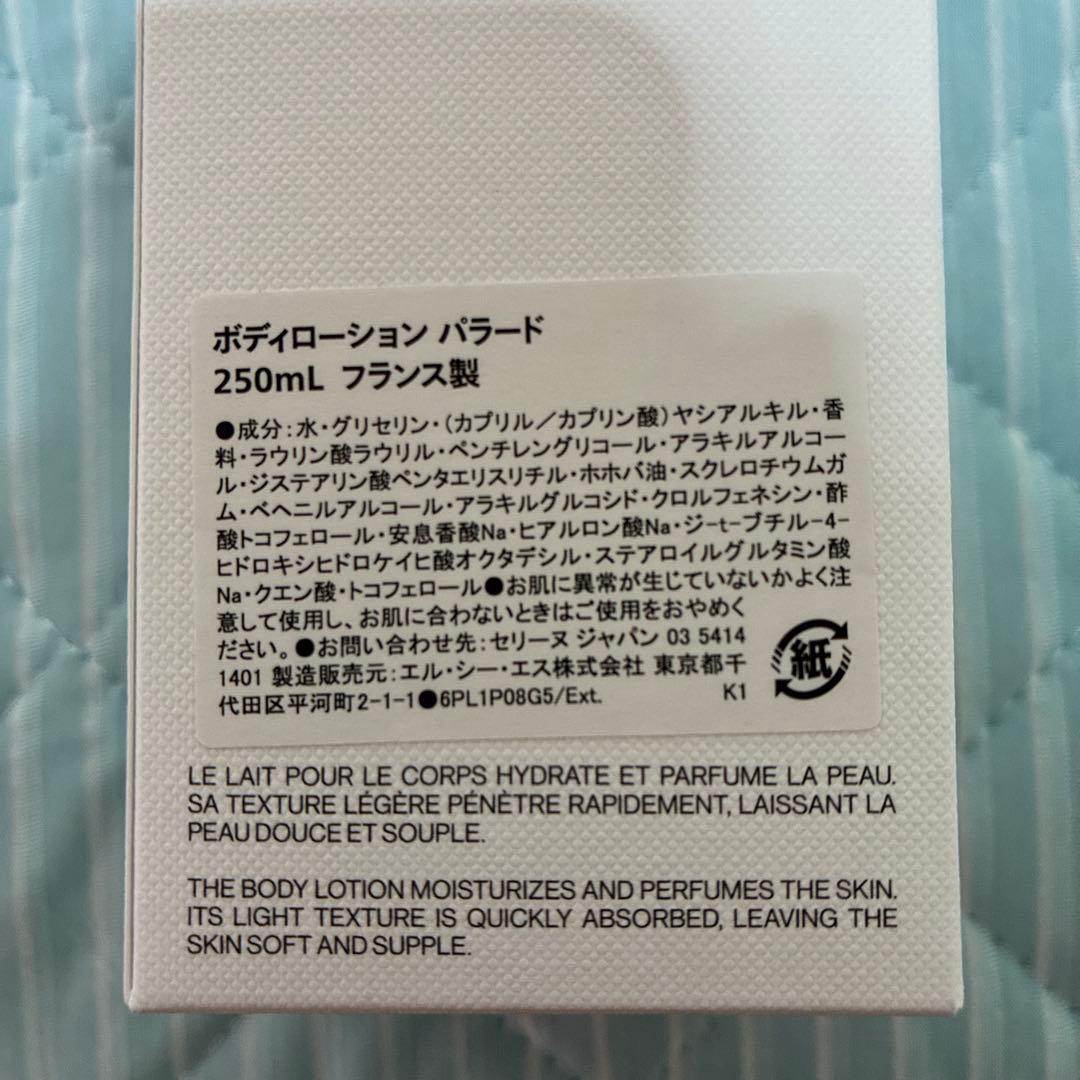 ボディローション パラード
250mL フランス製
●成分：水・グリセリン・(カプリル／カプリン酸)ヤシアルキル・香
料・ラウリン酸ラウリル・ペンチレングリコール・アラキルアルコー
ル・ジステアリン酸ペンタエリスリチル・ホホバ油・スクレロチウムガ
ム・ベヘニルアルコール・アラキルグルコシド・クロルフェネシン・酢
酸トコフェロール・安息香酸Na・ヒアルロン酸Na・ジ-t-ブチル-4-
ヒドロキシヒドロケイヒ酸オクタデシル・ステアロイルグルタミン酸
Na・クエン酸・トコフェロール●お肌に異常が生じていないかよく注
意して使用し、お肌に合わないときはご使用をおやめく
ださい。●お問い合わせ先：セリーヌ ジャパン 03 5414
1401 製造販売元：エル・シー・エス株式会社 東京都千
代田区平河町2-1-1●6PL1P08G5/Ext. K1
紙
LE LAIT POUR LE CORPS HYDRATE ET PARFUME LA PEAU.
SA TEXTURE LÉGÈRE PÉNÈTRE RAPIDEMENT, LAISSANT LA
PEAU DOUCE ET SOUPLE.
THE BODY LOTION MOISTURIZES AND PERFUMES THE SKIN.
ITS LIGHT TEXTURE IS QUICKLY ABSORBED, LEAVING THE
SKIN SOFT AND SUPPLE.